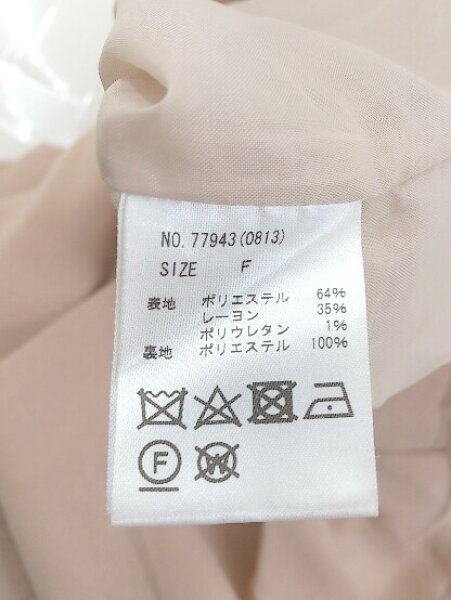 NO. 77943(0813)
SIZE F
表地 ポリエステル 64%
レーヨン 35%
ポリウレタン 1%
裏地 ポリエステル 100%
F W